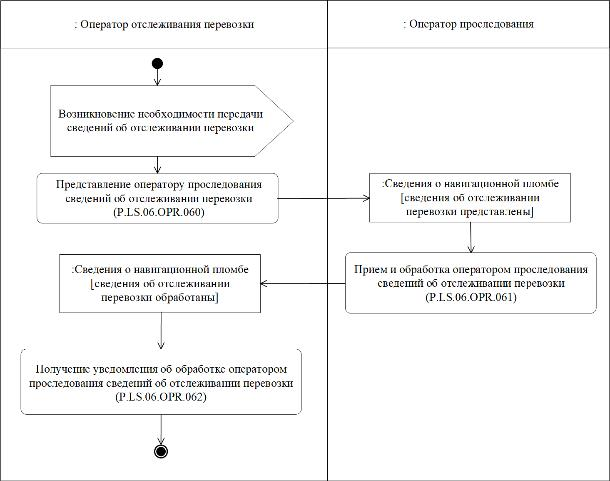 : Оператор отслеживания перевозки
: Оператор проследования
Возникновение необходимости передачи
сведений об отслеживании перевозки
Представление оператору проследования
сведений об отслеживании перевозки
(P.LS.06.OPR.060)
:Сведения о навигационной пломбе
[сведения об отслеживании
перевозки представлены]
Прием и обработка оператором проследования
сведений об отслеживании перевозки
(P.LS.06.OPR.061)
:Сведения о навигационной пломбе
[сведения об отслеживании
перевозки обработаны]
Получение уведомления об обработке оператором
проследования сведений об отслеживании перевозки
(P.LS.06.OPR.062)